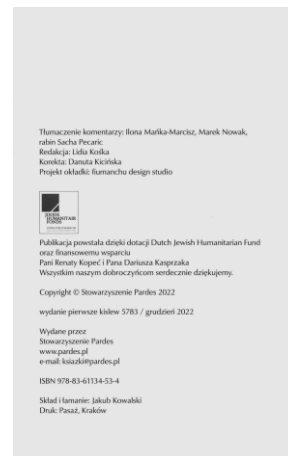 Tłumaczenie komentarzy: Ilona Mańka-Marcisz, Marek Nowak,
rabin Sacha Pecaric
Redakcja: Lidia Kośka
Korekta: Danuta Kicińska
Projekt okładki: fiumanchu design studio
JEWISH
HUMANITARIAN
FONDS
Publikacja powstała dzięki dotacji Dutch Jewish Humanitarian Fund
oraz finansowemu wsparciu
Pani Renaty Kopeć i Pana Dariusza Kasprzaka
Wszystkim naszym dobroczyńcom serdecznie dziękujemy.
Copyright © Stowarzyszenie Pardes 2022
wydanie pierwsze kislew 5783 / grudzień 2022
Wydane przez
Stowarzyszenie Pardes
www.pardes.pl
e-mail: ksiazki@pardes.pl
ISBN 978-83-61134-53-4
Skład i łamanie: Jakub Kowalski
Druk: Pasaż, Kraków